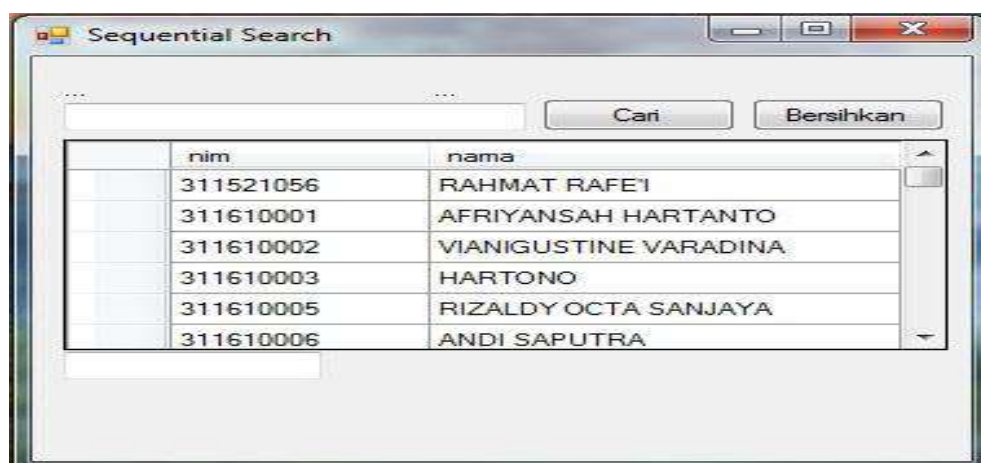 Sequential Search
... ...
Cari Bersihkan
nim nama
311521056 RAHMAT RAFE'I
311610001 AFRIYANSAH HARTANTO
311610002 VIANIGUSTINE VARADINA
311610003 HARTONO
311610005 RIZALDY OCTA SANJAYA
311610006 ANDI SAPUTRA